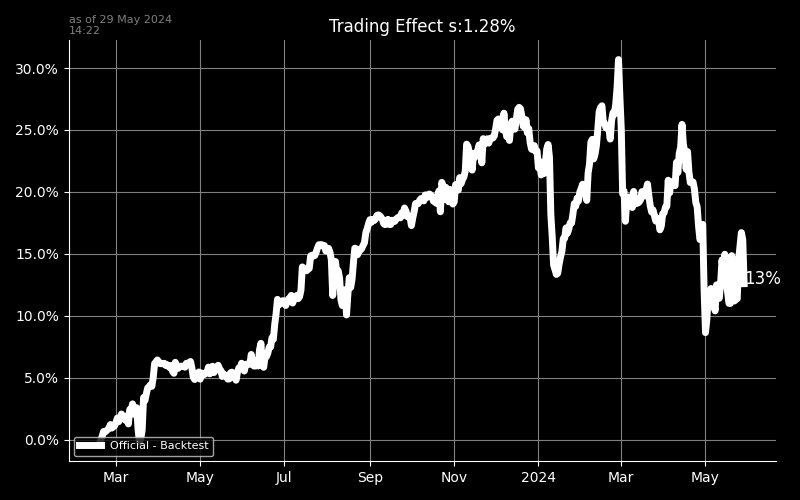 as of 29 May 2024
14:22
Trading Effect s:1.28%
30.0%
25.0%
20.0%
15.0%
13%
10.0%
5.0%
0.0%
Official - Backtest
Mar May Jul Sep Nov 2024 Mar May